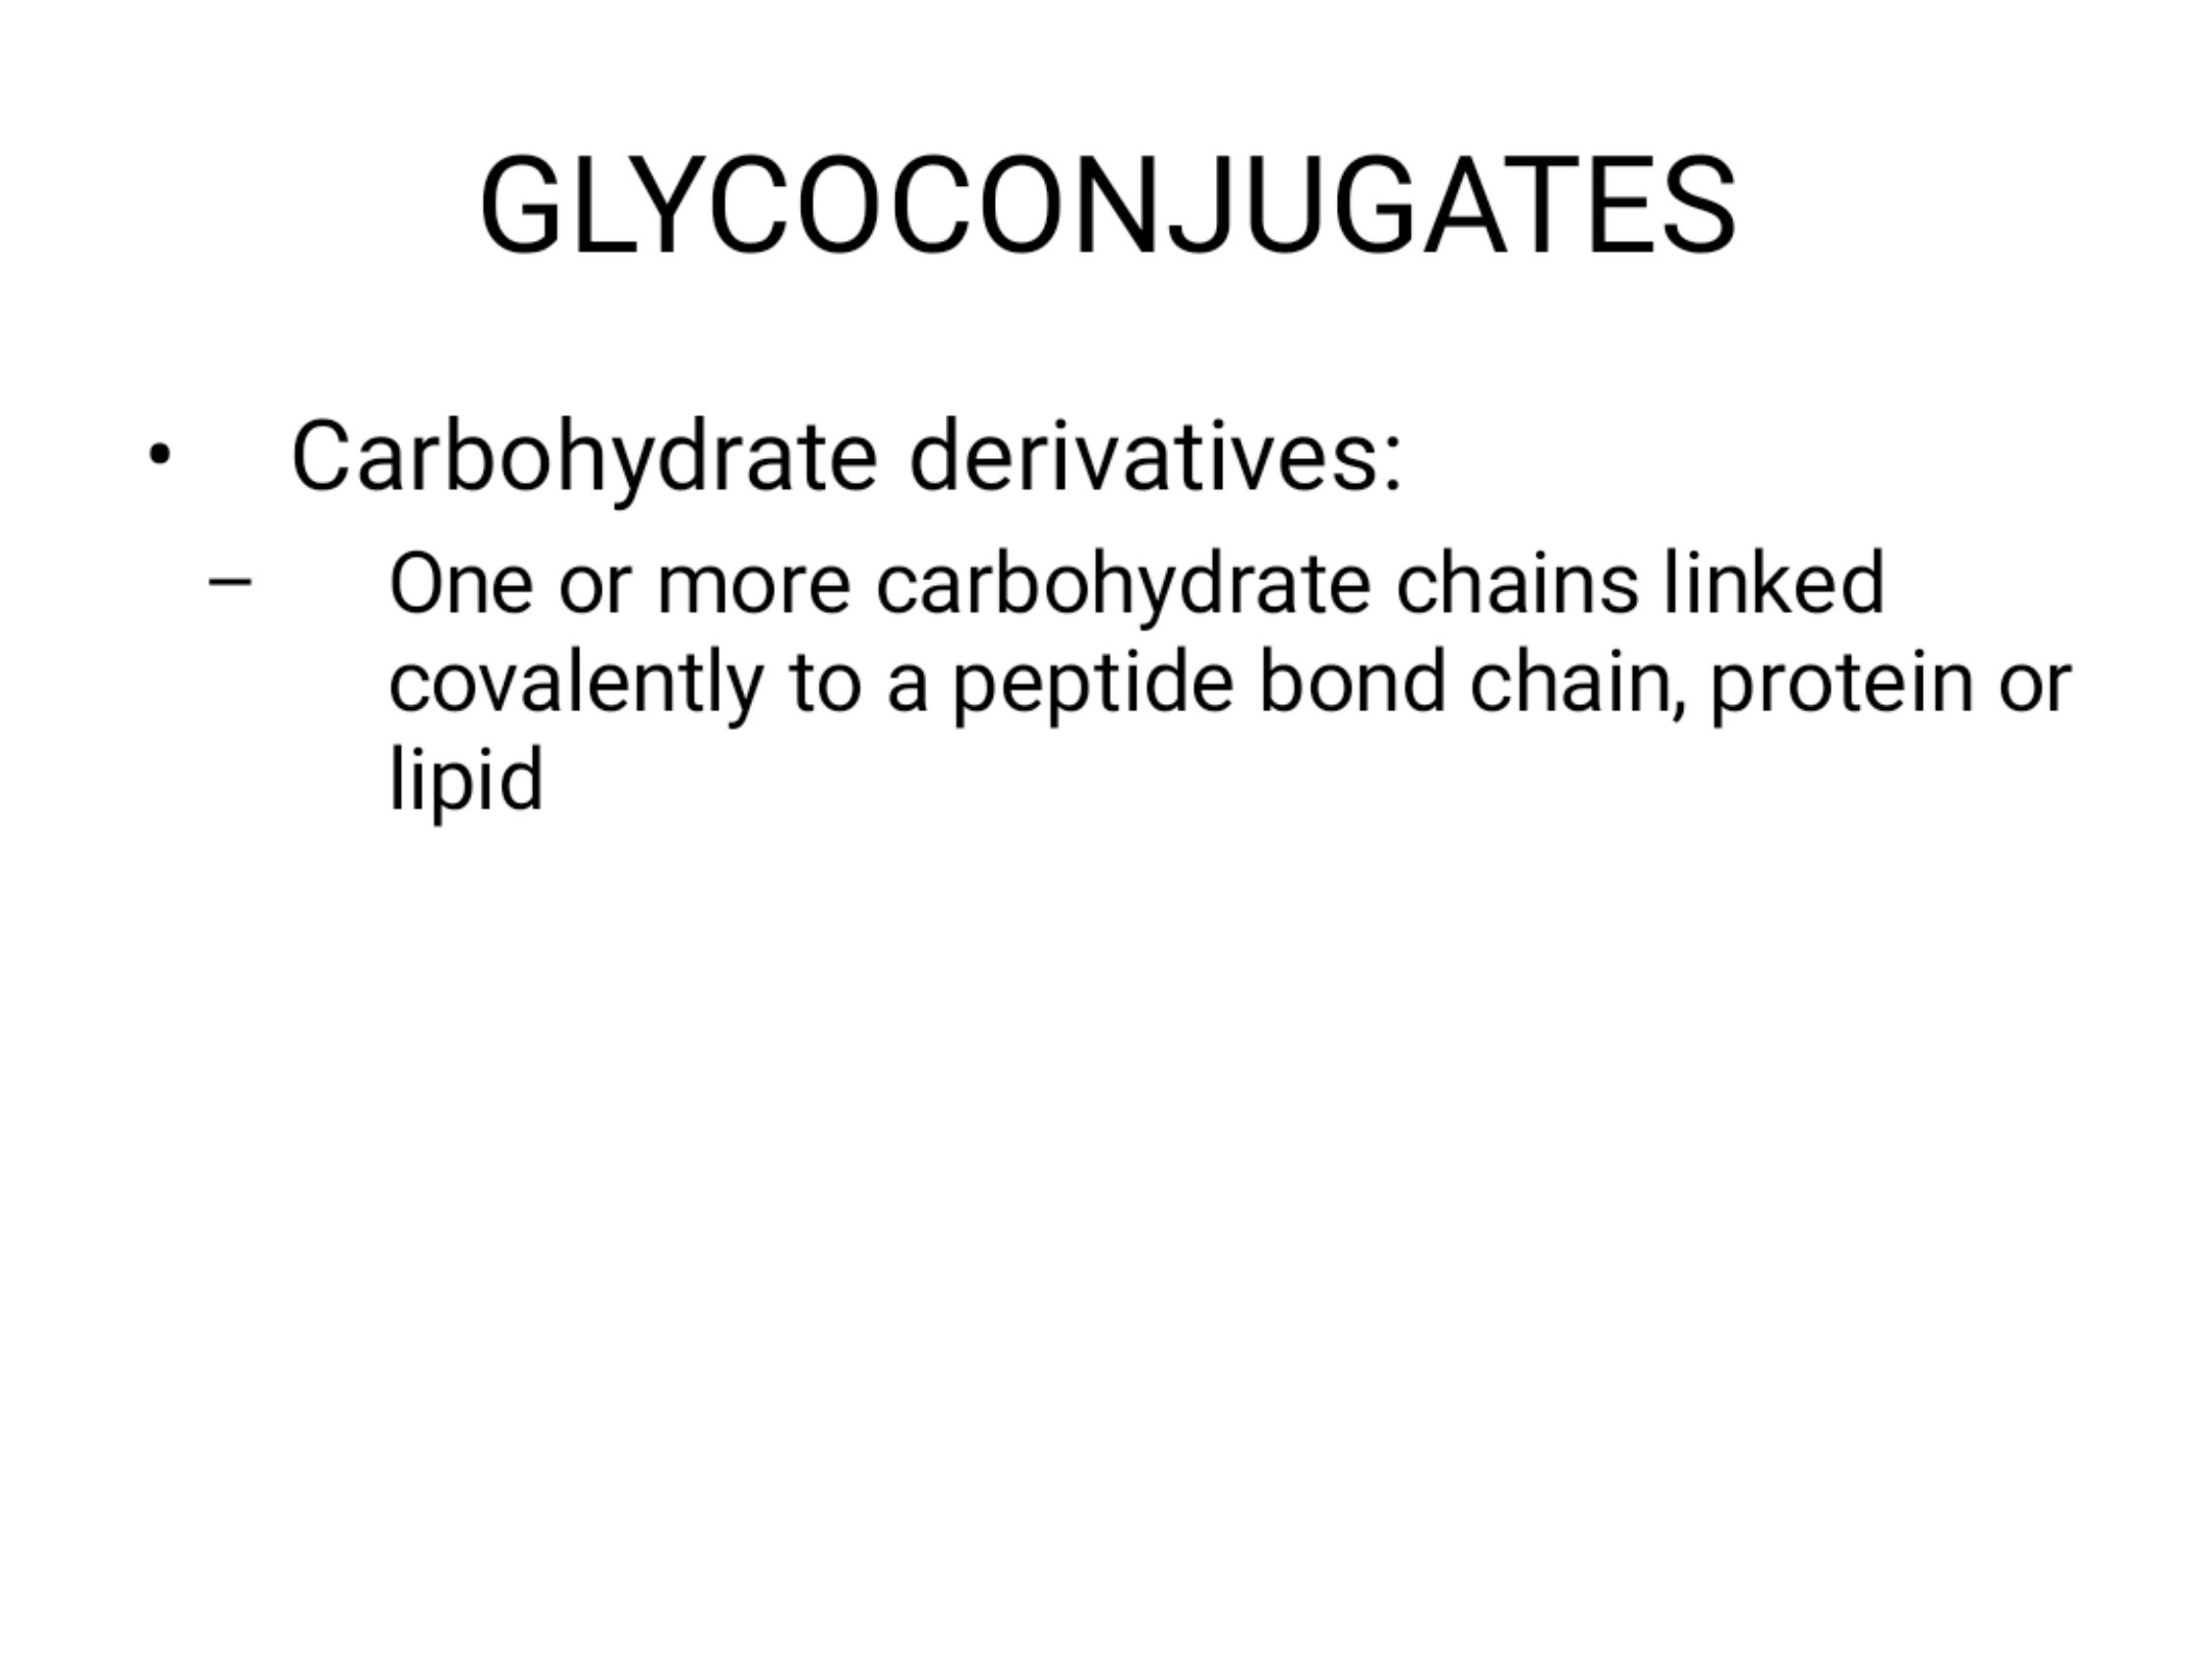 GLYCOCONJUGATES
• Carbohydrate derivatives:
– One or more carbohydrate chains linked
covalently to a peptide bond chain, protein or
lipid